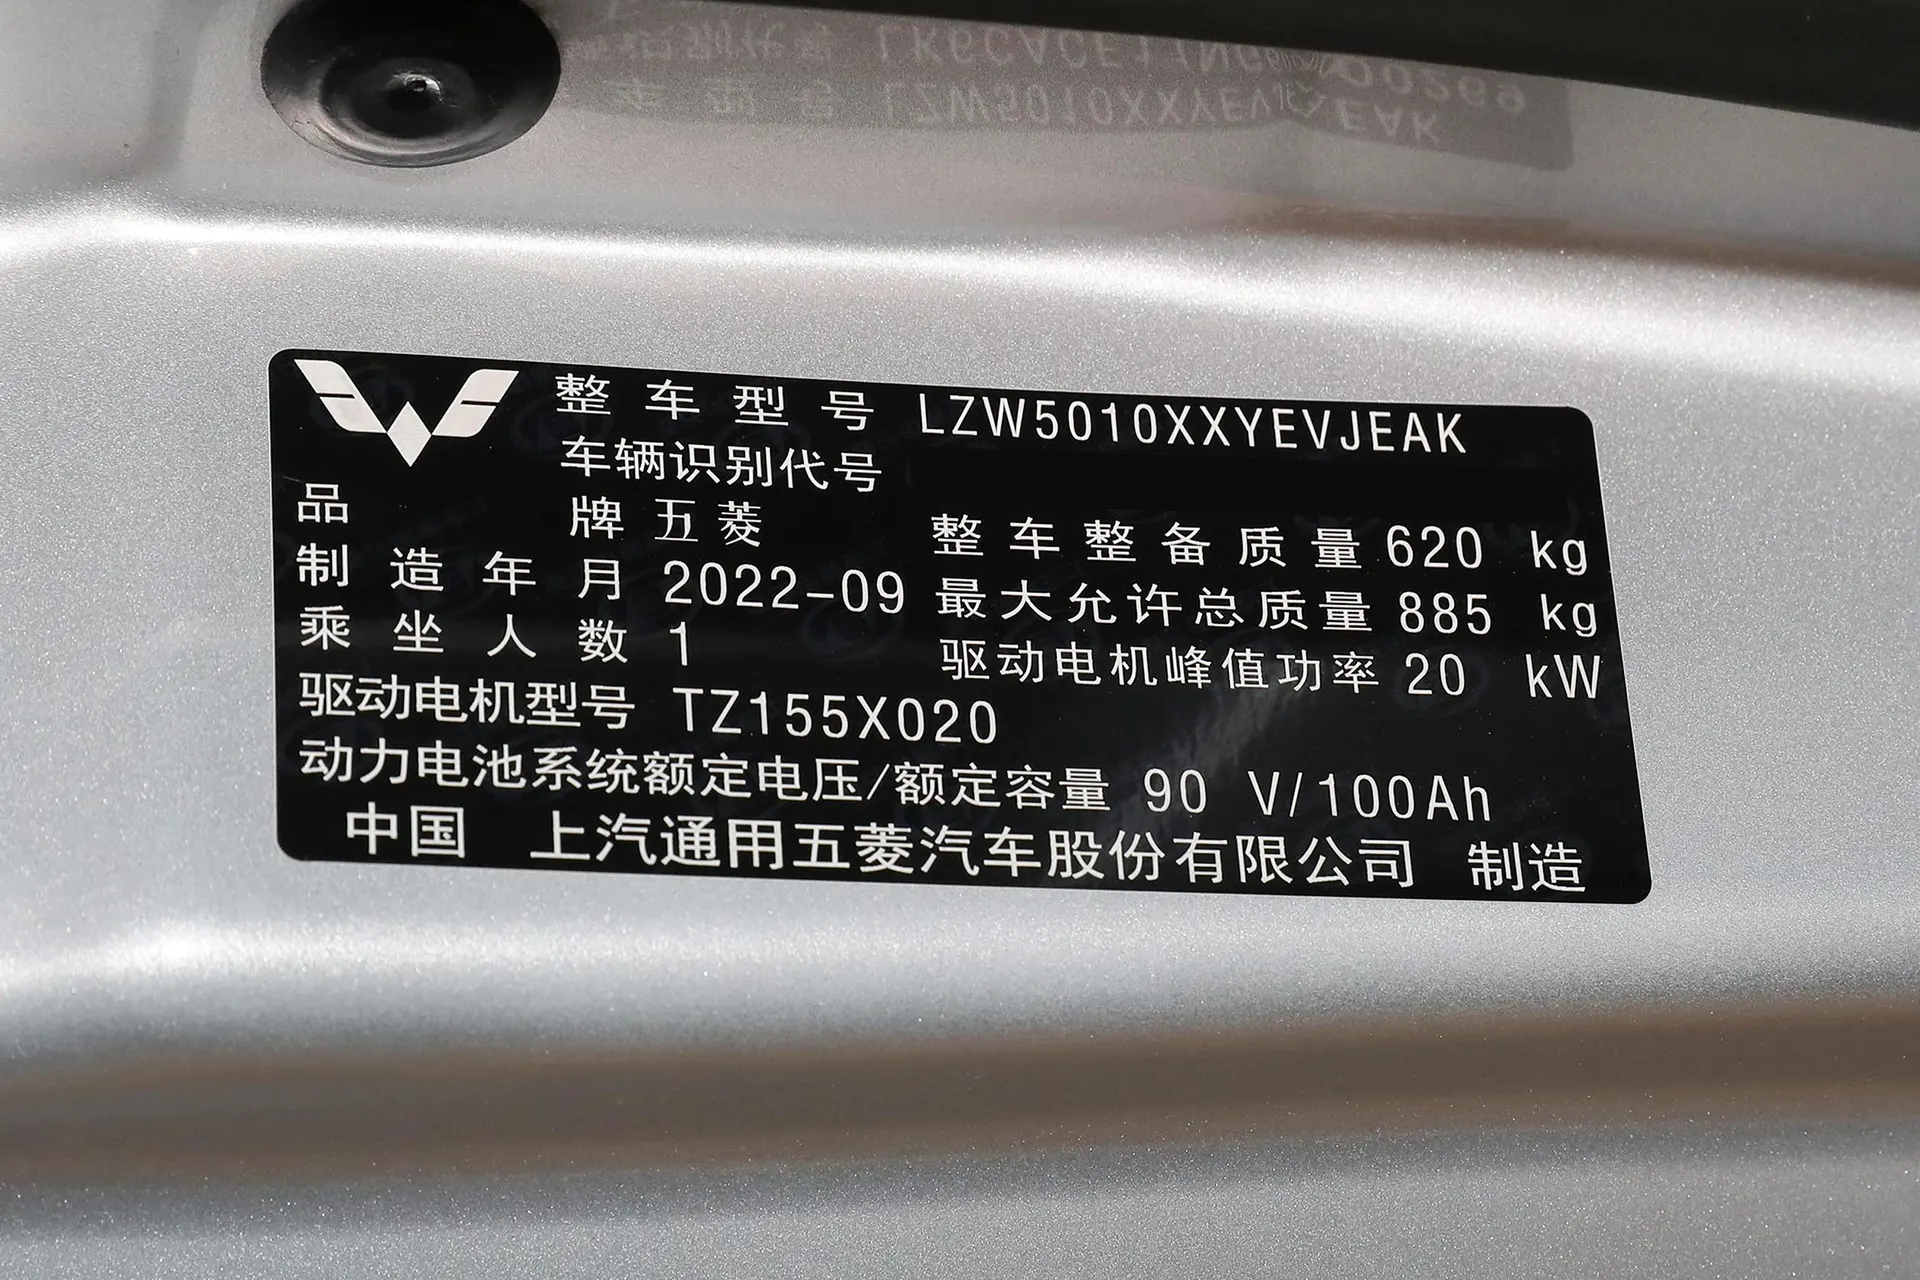 整车型号 LZW5010XXYEVJEAK
车辆识别代号
品牌 五菱 整车整备质量 620 kg
制造年月 2022-09 最大允许总质量 885 kg
乘坐人数 1 驱动电机峰值功率 20 kW
驱动电机型号 TZ155X020
动力电池系统额定电压/额定容量 90 V/100Ah
中国 上汽通用五菱汽车股份有限公司 制造